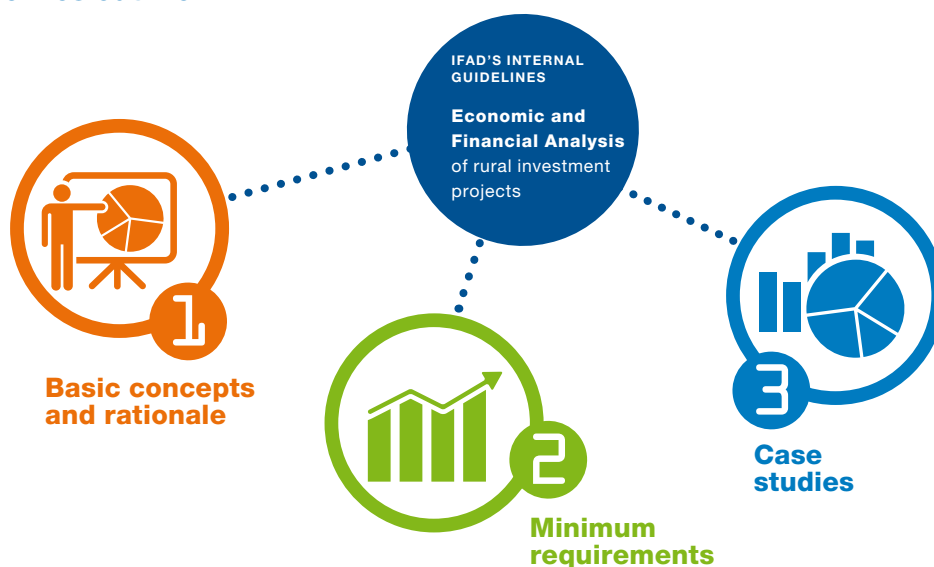 IFAD'S INTERNAL
GUIDELINES
Economic and
Financial Analysis
of rural investment
projects
1
Basic concepts
and rationale
2
Minimum
requirements
3
Case
studies